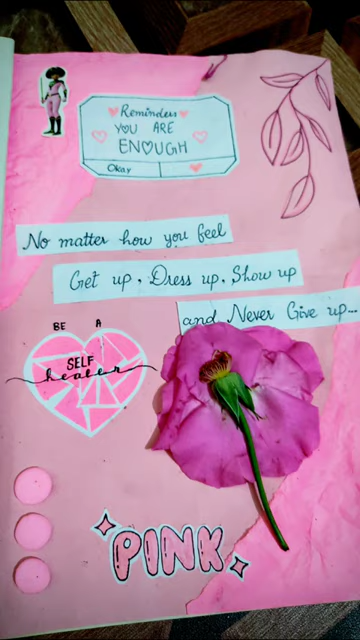 Reminder
YOU ARE
ENOUGH
Okay
No matter how you feel
Get up, Dress up, Show up
and Never Give up...
BE A
SELF
healer
PINK